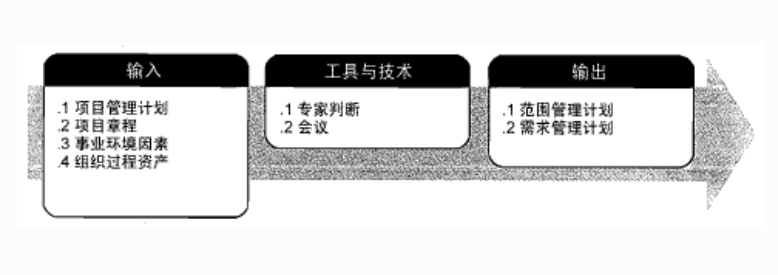 输入
.1 项目管理计划
.2 项目章程
.3 事业环境因素
.4 组织过程资产
工具与技术
.1 专家判断
.2 会议
输出
.1 范围管理计划
.2 需求管理计划